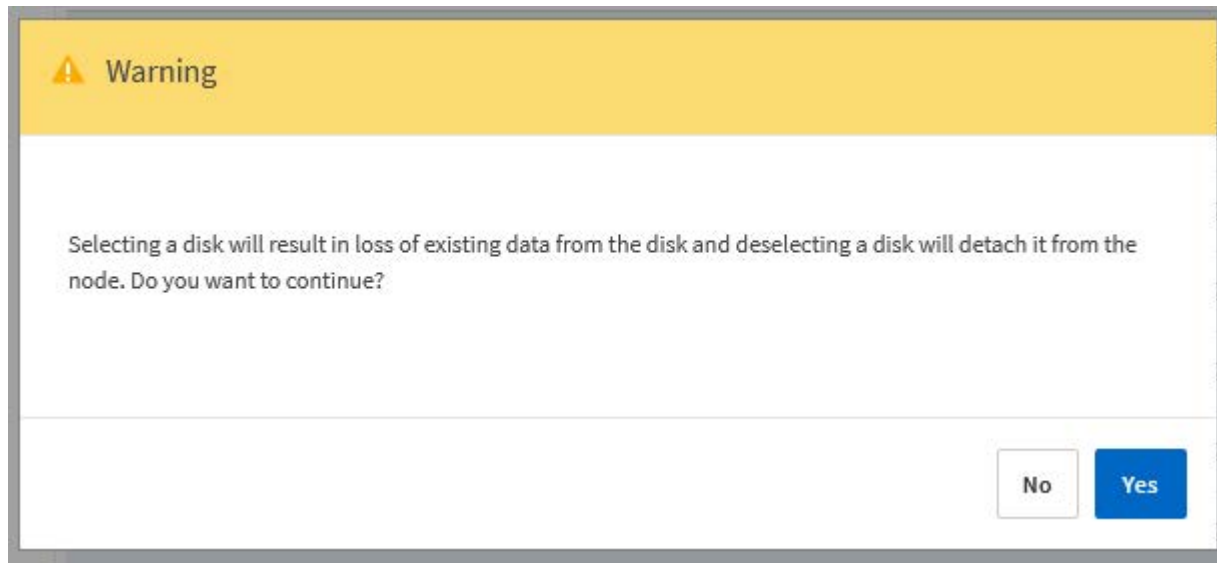 Warning
Selecting a disk will result in loss of existing data from the disk and deselecting a disk will detach it from the
node. Do you want to continue?
No
Yes